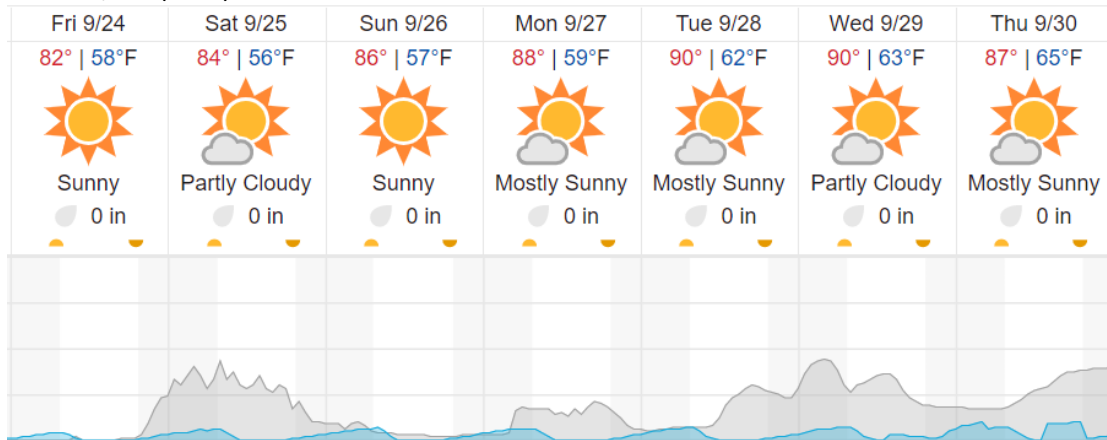 Fri 9/24 Sat 9/25 Sun 9/26 Mon 9/27 Tue 9/28 Wed 9/29 Thu 9/30
82° | 58°F 84° | 56°F 86° | 57°F 88° | 59°F 90° | 62°F 90° | 63°F 87° | 65°F
Sunny Partly Cloudy Sunny Mostly Sunny Mostly Sunny Partly Cloudy Mostly Sunny
0 in 0 in 0 in 0 in 0 in 0 in 0 in